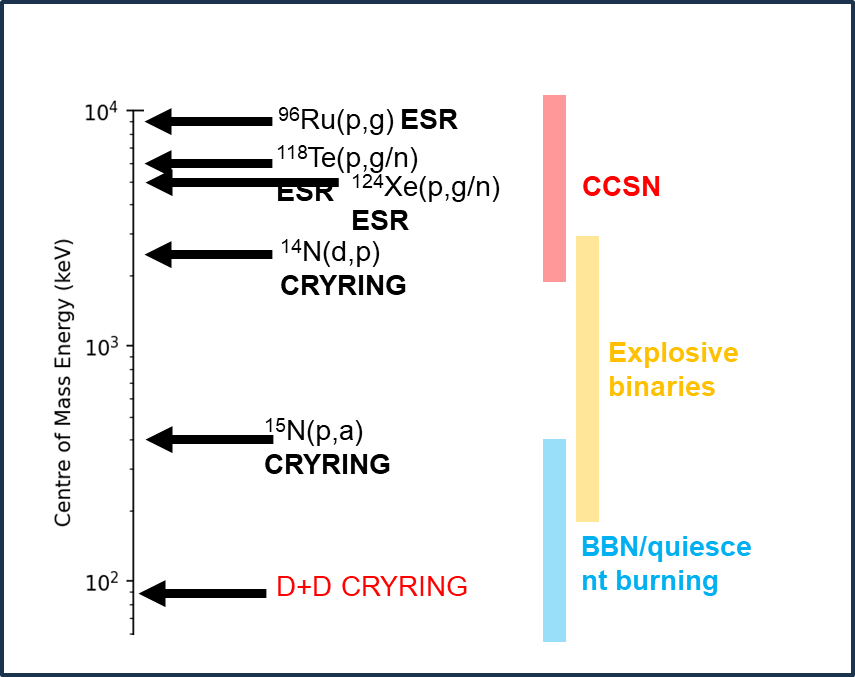 10⁴
⁹⁶Ru(p,g) ESR
¹¹⁸Te(p,g/n)
ESR
¹²⁴Xe(p,g/n)
ESR
CCSN
¹⁴N(d,p)
CRYRING
Centre of Mass Energy (keV)
10³
Explosive
binaries
¹⁵N(p,a)
CRYRING
BBN/quiesce
nt burning
10²
D+D CRYRING